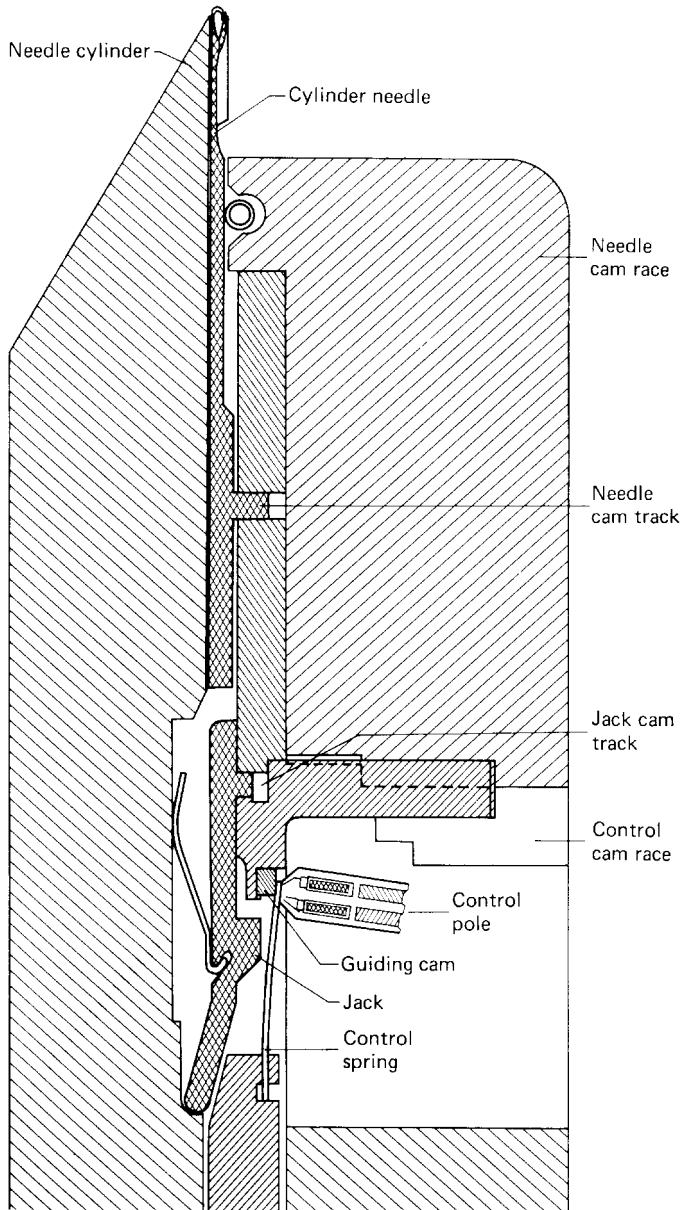 Needle cylinder
Cylinder needle
Needle
cam race
Needle
cam track
Jack cam
track
Control
cam race
Control
pole
Guiding cam
Jack
Control
spring